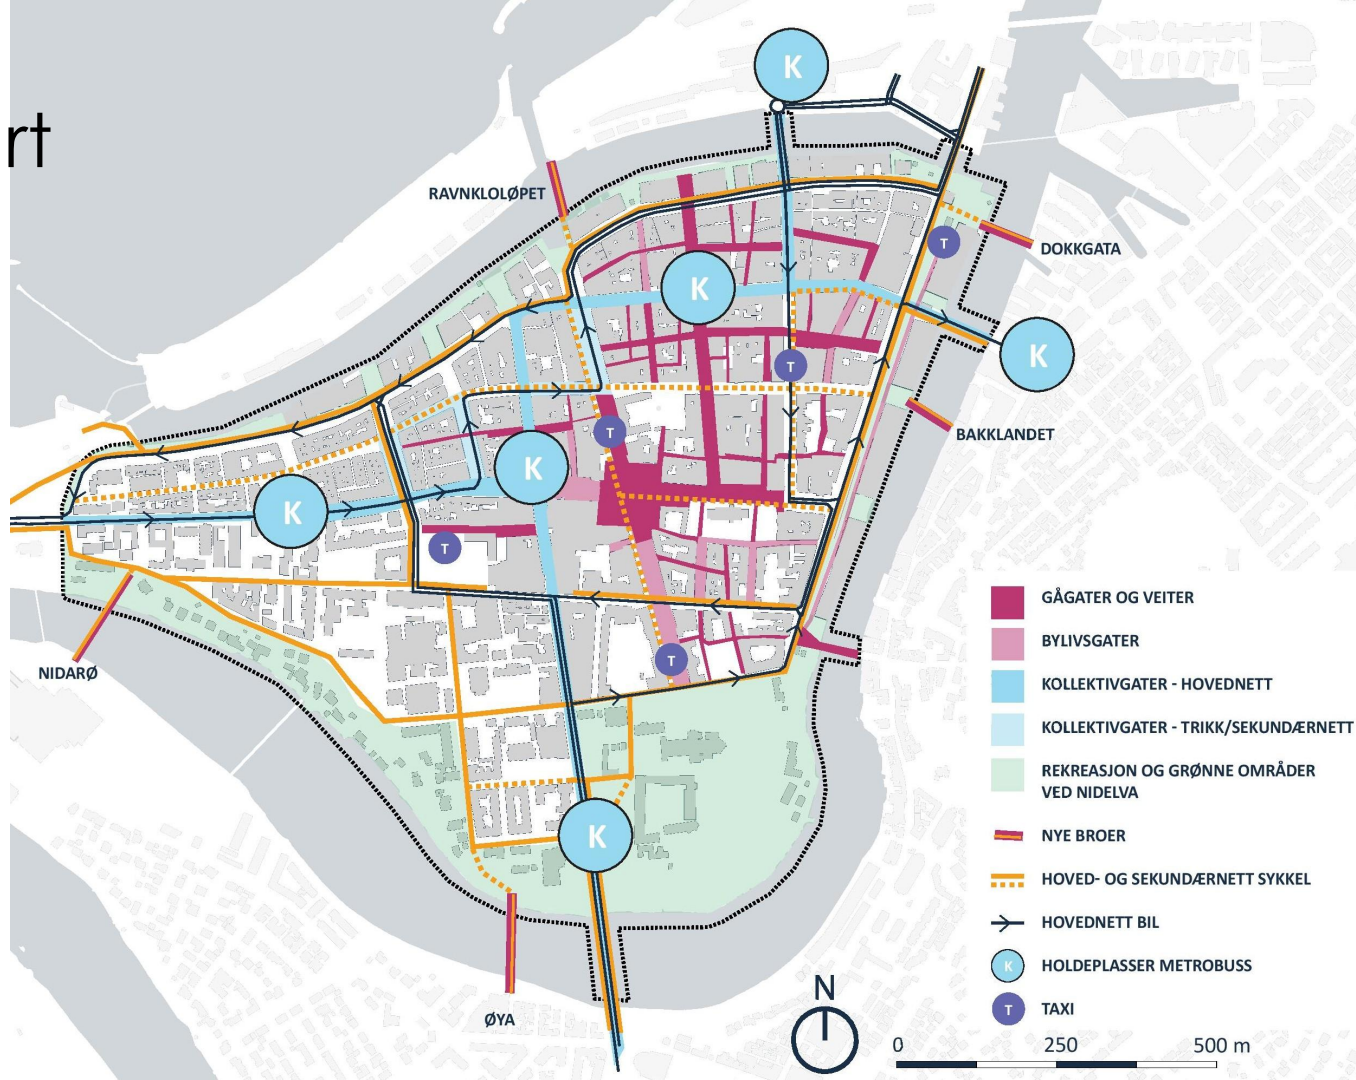 rt
K
RAVNKLOLØPET
T
DOKKGATA
K
K
T
BAKKLANDET
T
K
K
T
T
NIDARØ
K
ØYA
GÅGATER OG VEITER
BYLIVSGATER
KOLLEKTIVGATER - HOVEDNETT
KOLLEKTIVGATER - TRIKK/SEKUNDÆRNETT
REKREASJON OG GRØNNE OMRÅDER
VED NIDELVA
NYE BROER
HOVED- OG SEKUNDÆRNETT SYKKEL
HOVEDNETT BIL
K HOLDEPLASSER METROBUSS
T TAXI
N
0 250 500 m